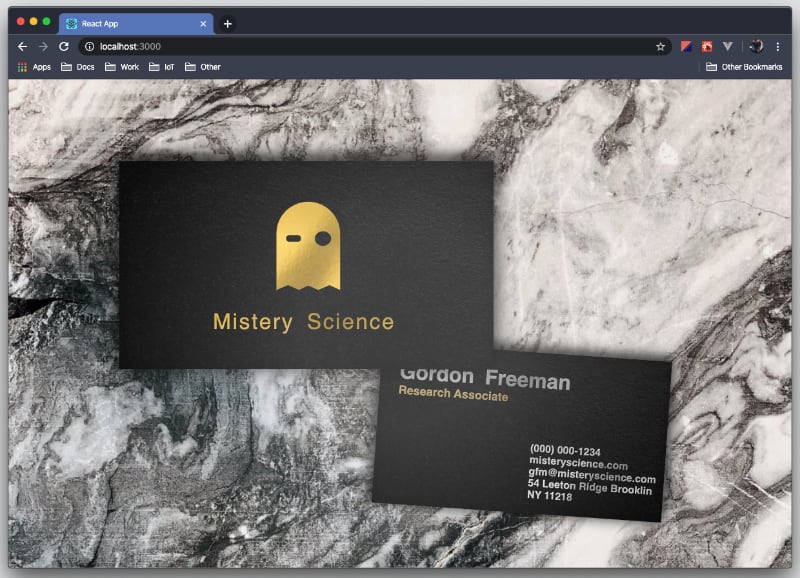 React App
localhost:3000
Apps Docs Work IoT Other Other Bookmarks
Mistery Science
Gordon Freeman
Research Associate
(000) 000-1234
misteryscience.com
gfm@misteryscience.com
54 Leeton Ridge Brooklin
NY 11218